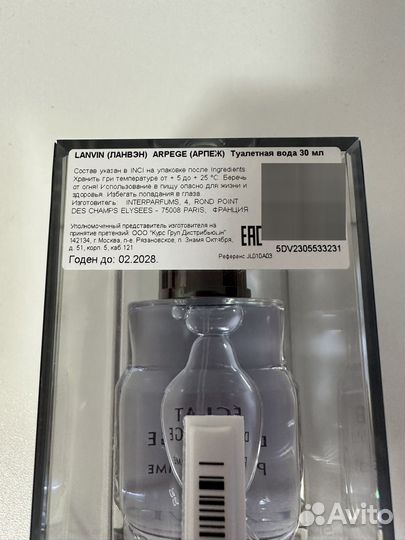 LANVIN (ЛАНВЭН) ARPEGE (АРПЕЖ) Туалетная вода 30 мл
Состав указан в INCI на упаковке после Ingredients
Хранить при температуре от + 5 до + 25 °C. Беречь
от огня! Использование в пищу опасно для жизни и
здоровья. Избегать попадания в глаза.
Изготовитель: INTERPARFUMS, 4, ROND POINT
DES CHAMPS ELYSEES - 75008 PARIS, ФРАНЦИЯ
Уполномоченный представитель изготовителя на
принятие претензий: ООО "Курс Груп Дистрибьюшн"
142134, г. Москва, п-е. Рязановское, п. Знамя Октября,
д. 51, корп. 5, каб.121
EAC
5DV2305533231
Референс JL010A03
Годен до: 02.2028.
ECLAT
Avito